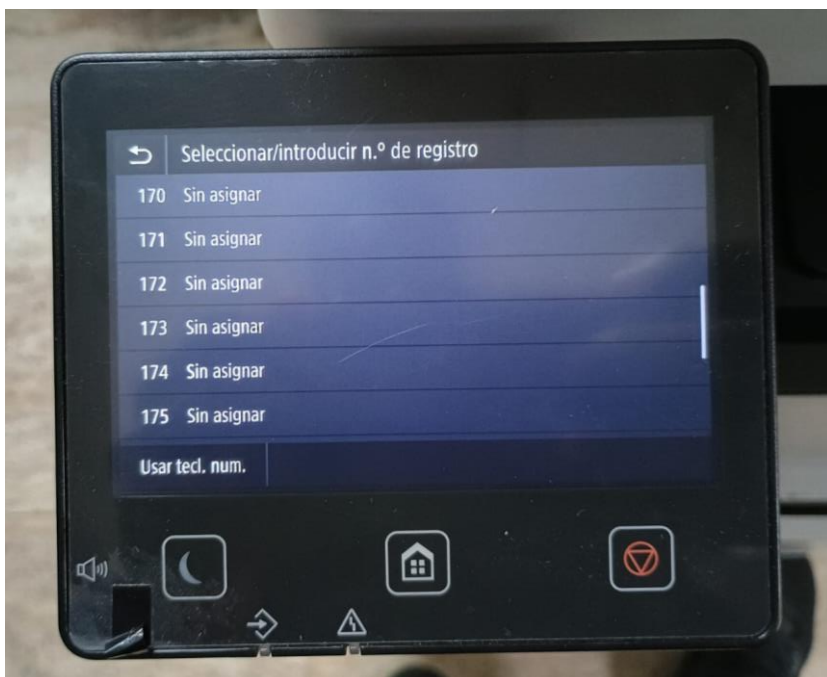 Seleccionar/introducir n.º de registro
170 Sin asignar
171 Sin asignar
172 Sin asignar
173 Sin asignar
174 Sin asignar
175 Sin asignar
Usar tecl. num.